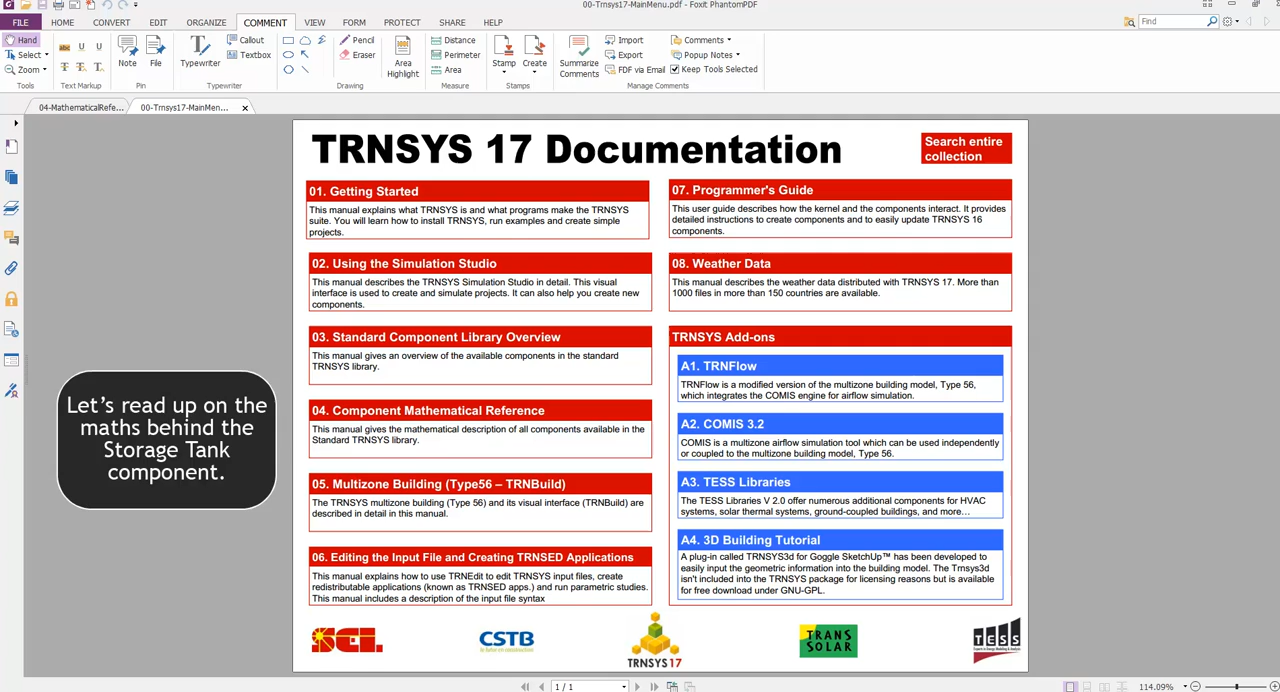 00-Trnsys17-MainMenu.pdf - Foxit PhantomPDF
FILE HOME CONVERT EDIT ORGANIZE COMMENT VIEW FORM PROTECT SHARE HELP
Find
Hand
Select
Zoom
Tools
Text Markup
Note
File
Pin
Typewriter
Callout
Textbox
Typewriter
Pencil
Eraser
Area
Highlight
Drawing
Distance
Perimeter
Area
Measure
Stamp
Create
Stamps
Summarize
Comments
Import
Export
FDF via Email
Comments
Popup Notes
Keep Tools Selected
Manage Comments
04-MathematicalRefe...
00-Trnsys17-MainMen...
TRNSYS 17 Documentation
Search entire
collection
01. Getting Started
This manual explains what TRNSYS is and what programs make the TRNSYS
suite. You will learn how to install TRNSYS, run examples and create simple
projects.
02. Using the Simulation Studio
This manual describes the TRNSYS Simulation Studio in detail. This visual
interface is used to create and simulate projects. It can also help you create new
components.
03. Standard Component Library Overview
This manual gives an overview of the available components in the standard
TRNSYS library.
04. Component Mathematical Reference
This manual gives the mathematical description of all components available in the
Standard TRNSYS library.
05. Multizone Building (Type56 – TRNBuild)
The TRNSYS multizone building (Type 56) and its visual interface (TRNBuild) are
described in detail in this manual.
06. Editing the Input File and Creating TRNSED Applications
This manual explains how to use TRNEdit to edit TRNSYS input files, create
redistributable applications (known as TRNSED apps.) and run parametric studies.
This manual includes a description of the input file syntax
07. Programmer's Guide
This user guide describes how the kernel and the components interact. It provides
detailed instructions to create components and to easily update TRNSYS 16
components.
08. Weather Data
This manual describes the weather data distributed with TRNSYS 17. More than
1000 files in more than 150 countries are available.
TRNSYS Add-ons
A1. TRNFlow
TRNFlow is a modified version of the multizone building model, Type 56,
which integrates the COMIS engine for airflow simulation.
A2. COMIS 3.2
COMIS is a multizone airflow simulation tool which can be used independently
or coupled to the multizone building model, Type 56.
A3. TESS Libraries
The TESS Libraries V 2.0 offer numerous additional components for HVAC
systems, solar thermal systems, ground-coupled buildings, and more…
A4. 3D Building Tutorial
A plug-in called TRNSYS3d for Goggle SketchUp™ has been developed to
easily input the geometric information into the building model. The Trnsys3d
isn't included into the TRNSYS package for licensing reasons but is available
for free download under GNU-GPL.
Let's read up on the
maths behind the
Storage Tank
component.
SEL
CSTB
le futur en construction
TRNSYS 17
TRANS
SOLAR
TESS
1 / 1
114.09%